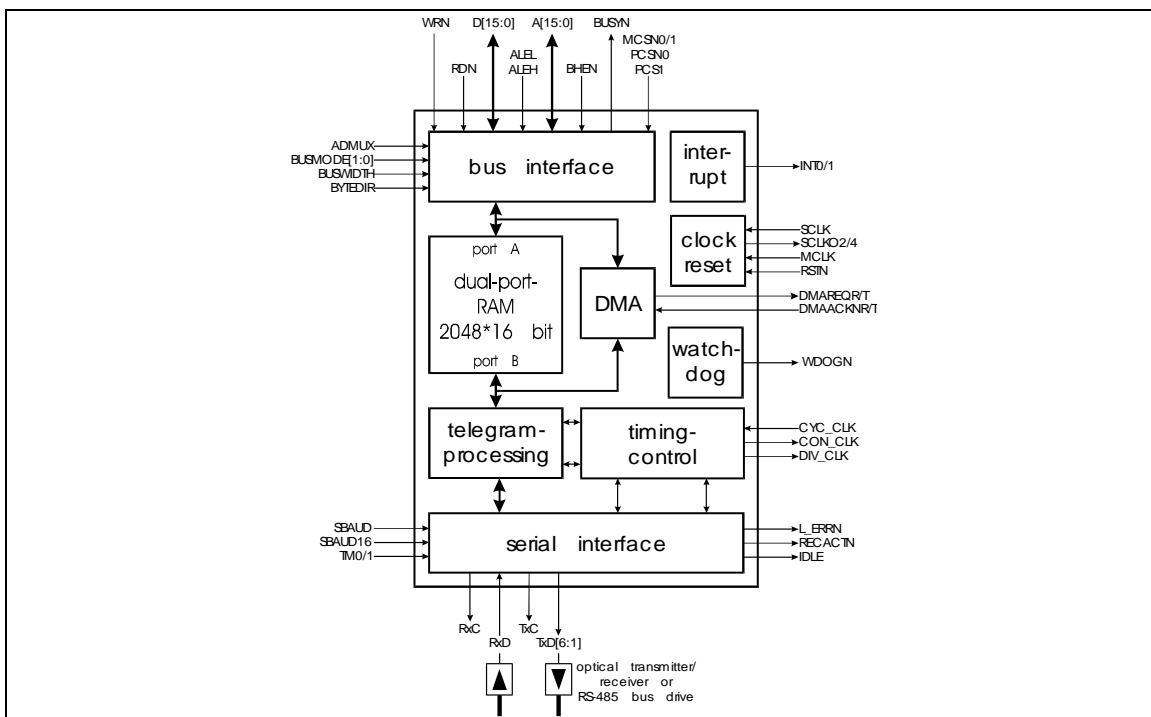 WRN D[15:0] A[15:0] BUSYN
MCSN0/1
PCSN0
PCS1
ALEL
ALEH
RDN
BHEN
ADMUX
BUSMODE[1:0]
BUSWIDTH
BYTEDIR
bus interface
inter-
rupt
INT0/1
port A
dual-port-
RAM
2048*16 bit
port B
DMA
clock
reset
SCLK
SCLKO2/4
MCLK
RSTN
DMAREQR/T
DMAACKNR/T
watch-
dog
WDOGN
telegram-
processing
timing-
control
CYC_CLK
CON_CLK
DIV_CLK
SBAUD
SBAUD16
TM0/1
serial interface
L_ERRN
RECACTN
IDLE
RxC
RxD
TxC
TxD[6:1]
optical transmitter/
receiver or
RS-485 bus drive